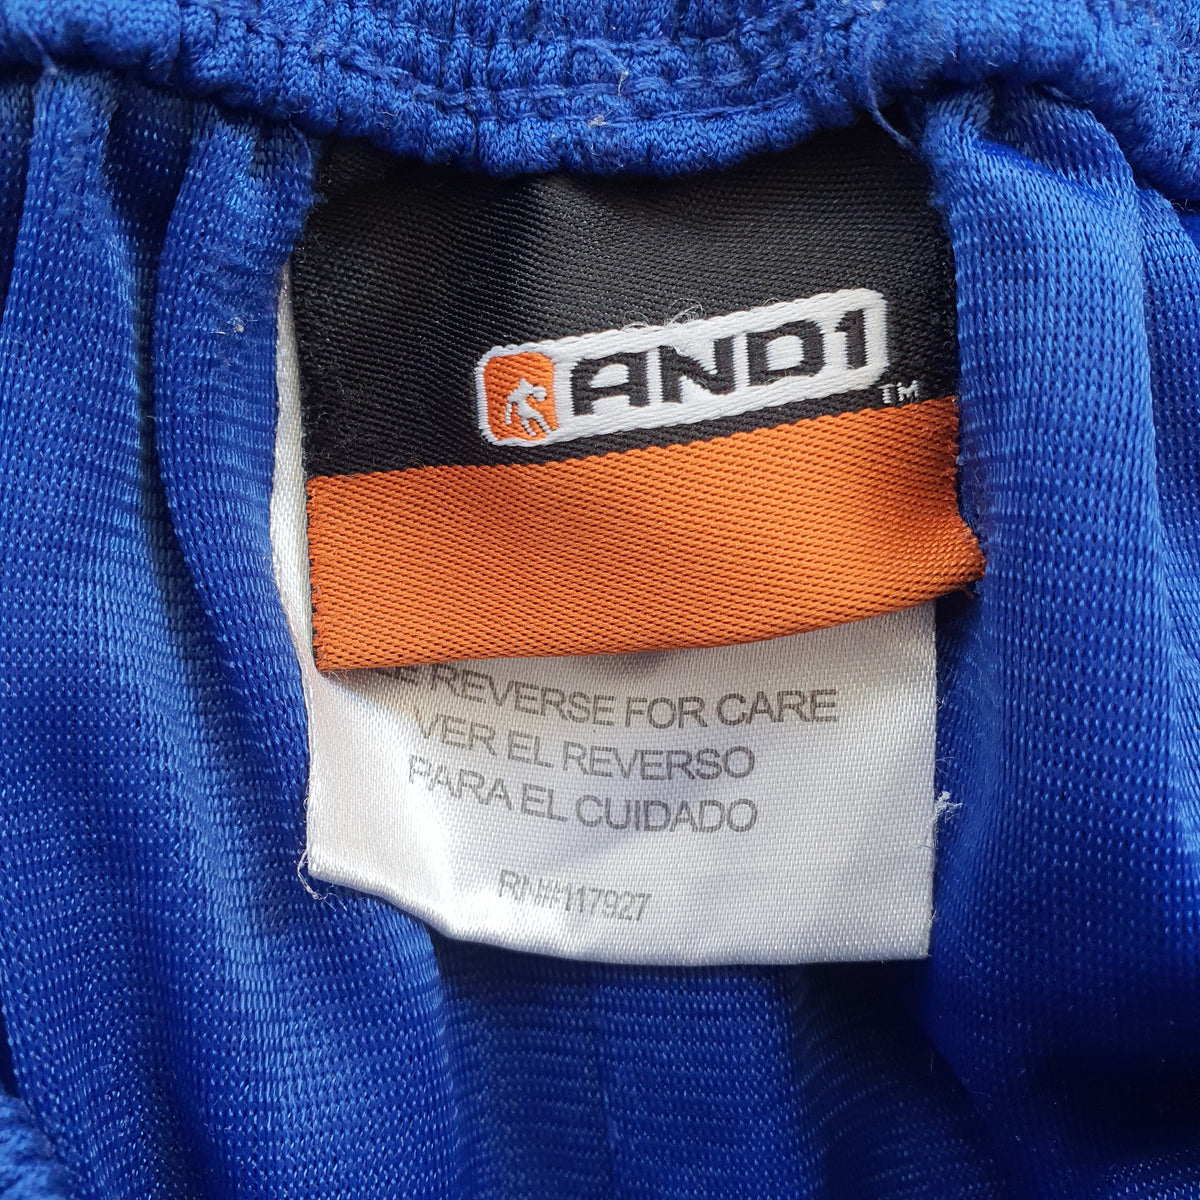 AND1
TM
REVERSE FOR CARE
VER EL REVERSO
PARA EL CUIDADO
RN#117927